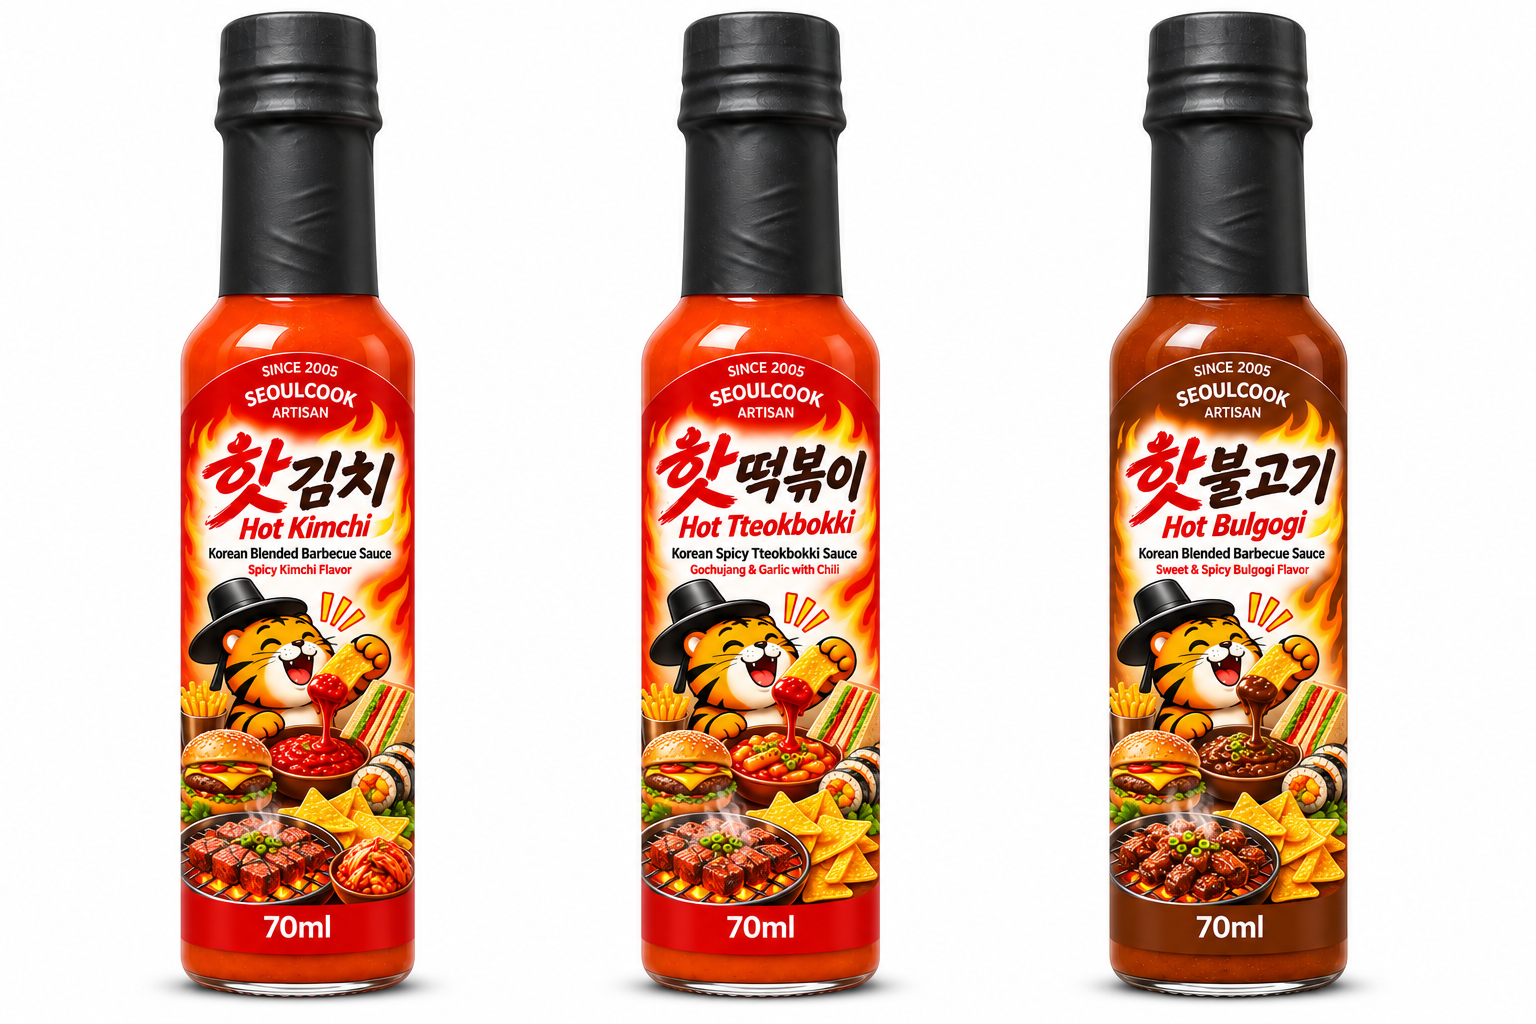 SINCE 2005
SEOULCOOK
ARTISAN
핫김치
Hot Kimchi
Korean Blended Barbecue Sauce
Spicy Kimchi Flavor
70ml
SINCE 2005
SEOULCOOK
ARTISAN
핫떡볶이
Hot Tteokbokki
Korean Spicy Tteokbokki Sauce
Gochujang & Garlic with Chili
70ml
SINCE 2005
SEOULCOOK
ARTISAN
핫불고기
Hot Bulgogi
Korean Blended Barbecue Sauce
Sweet & Spicy Bulgogi Flavor
70ml